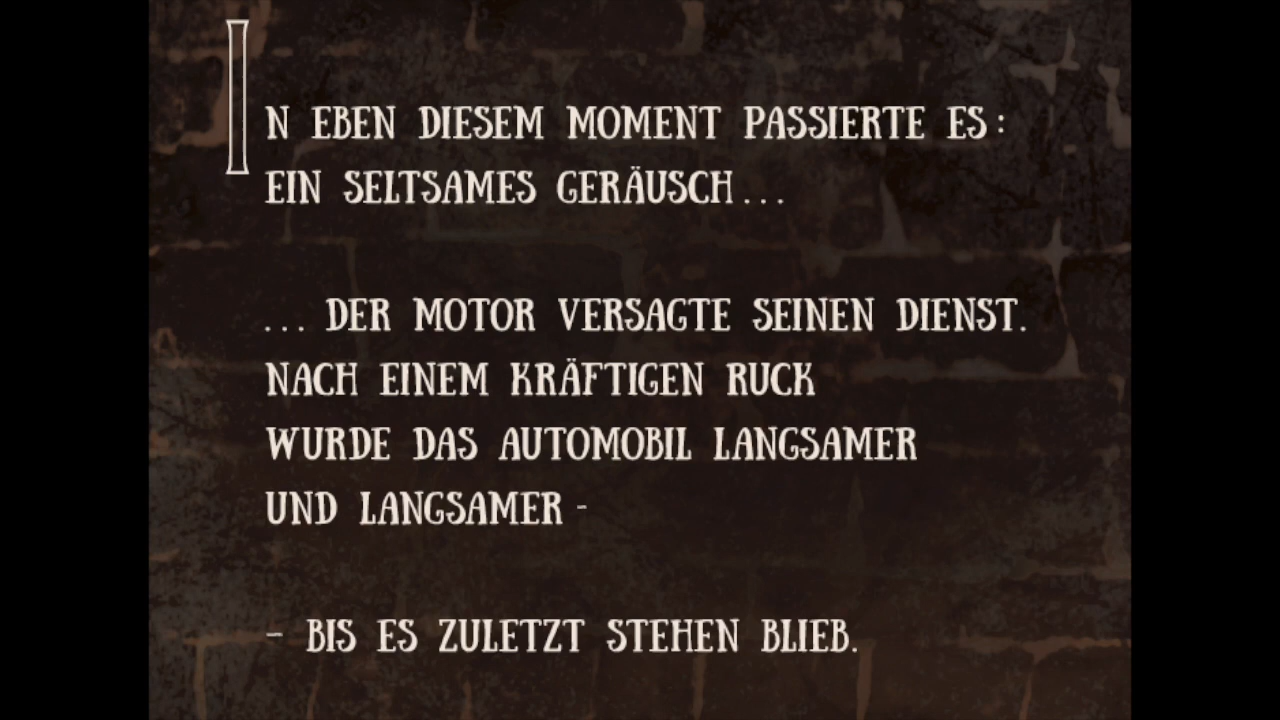 IN EBEN DIESEM MOMENT PASSIERTE ES:
EIN SELTSAMES GERÄUSCH...
... DER MOTOR VERSAGTE SEINEN DIENST.
NACH EINEM KRÄFTIGEN RUCK
WURDE DAS AUTOMOBIL LANGSAMER
UND LANGSAMER -
- BIS ES ZULETZT STEHEN BLIEB.